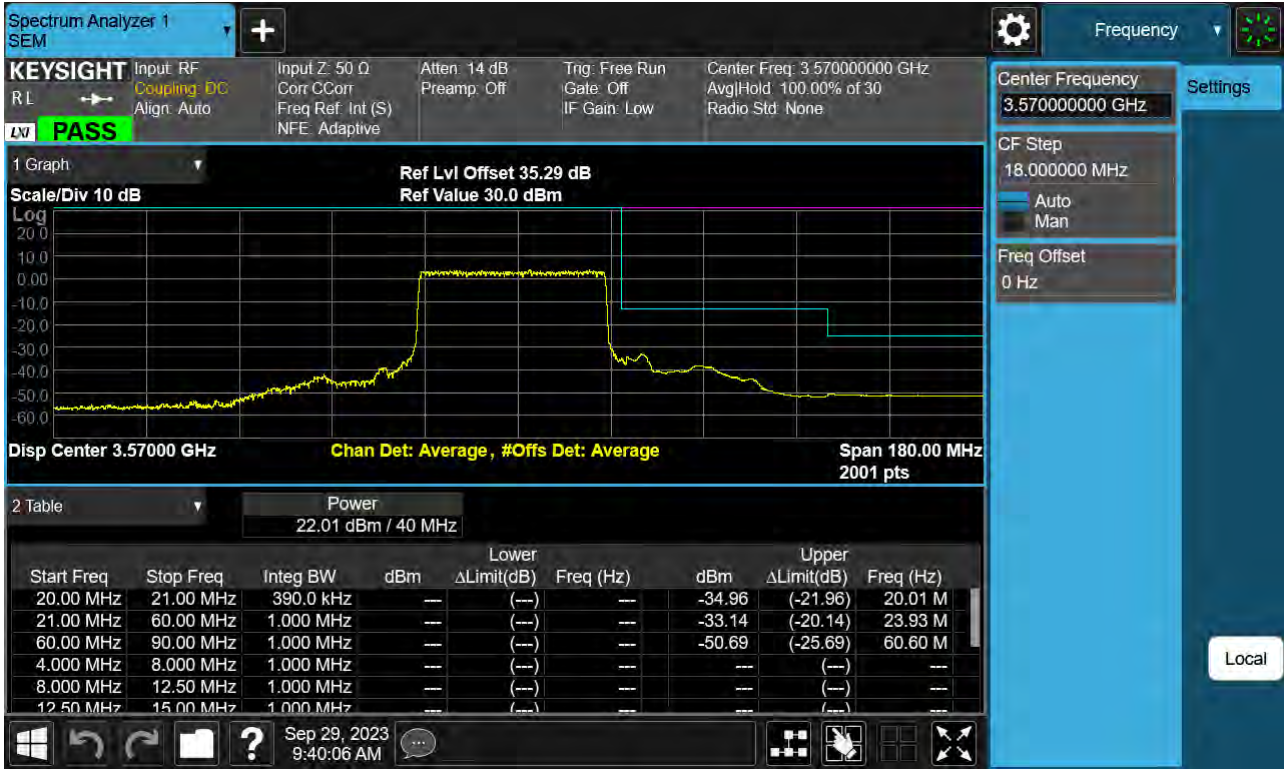 Spectrum Analyzer 1
SEM
Frequency
KEYSIGHT
RL
LXI
PASS
Input: RF
Coupling: DC
Align: Auto
Input Z: 50 Ω
Corr CCorr
Freq Ref: Int (S)
NFE: Adaptive
Atten: 14 dB
Preamp: Off
Trig: Free Run
Gate: Off
IF Gain: Low
Center Freq: 3.570000000 GHz
Avg|Hold: 100.00% of 30
Radio Std: None
Center Frequency
3.570000000 GHz
Settings
CF Step
18.000000 MHz
Auto
Man
Freq Offset
0 Hz
1 Graph
Scale/Div 10 dB
Ref Lvl Offset 35.29 dB
Ref Value 30.0 dBm
Log
20.0
10.0
0.00
-10.0
-20.0
-30.0
-40.0
-50.0
-60.0
Disp Center 3.57000 GHz
Chan Det: Average, #Offs Det: Average
Span 180.00 MHz
2001 pts
2 Table
Power
22.01 dBm / 40 MHz
Lower Upper
Start Freq Stop Freq Integ BW dBm ΔLimit(dB) Freq (Hz) dBm ΔLimit(dB) Freq (Hz)
20.00 MHz 21.00 MHz 390.0 kHz --- (---) --- -34.96 (-21.96) 20.01 M
21.00 MHz 60.00 MHz 1.000 MHz --- (---) --- -33.14 (-20.14) 23.93 M
60.00 MHz 90.00 MHz 1.000 MHz --- (---) --- -50.69 (-25.69) 60.60 M
4.000 MHz 8.000 MHz 1.000 MHz --- (---) --- --- (---) ---
8.000 MHz 12.50 MHz 1.000 MHz --- (---) --- --- (---) ---
12.50 MHz 15.00 MHz 1.000 MHz --- (---) --- --- (---) ---
Local
Sep 29, 2023
9:40:06 AM